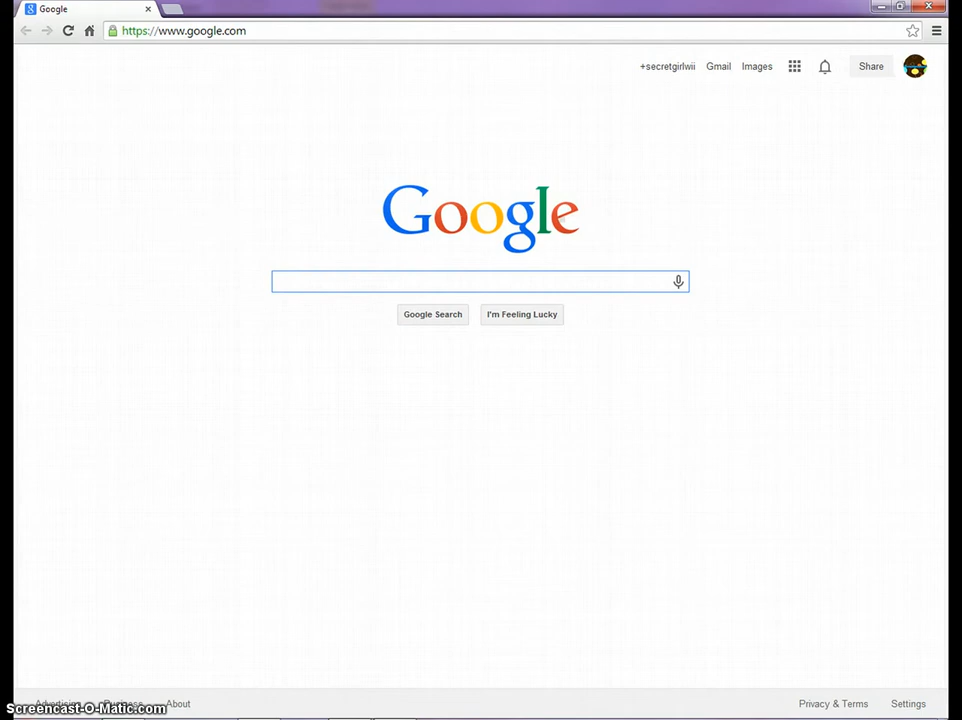 Google
https://www.google.com
+secretgirlwii Gmail Images Share
Google
Google Search I'm Feeling Lucky
About Privacy & Terms Settings
Screencast-O-Matic.com